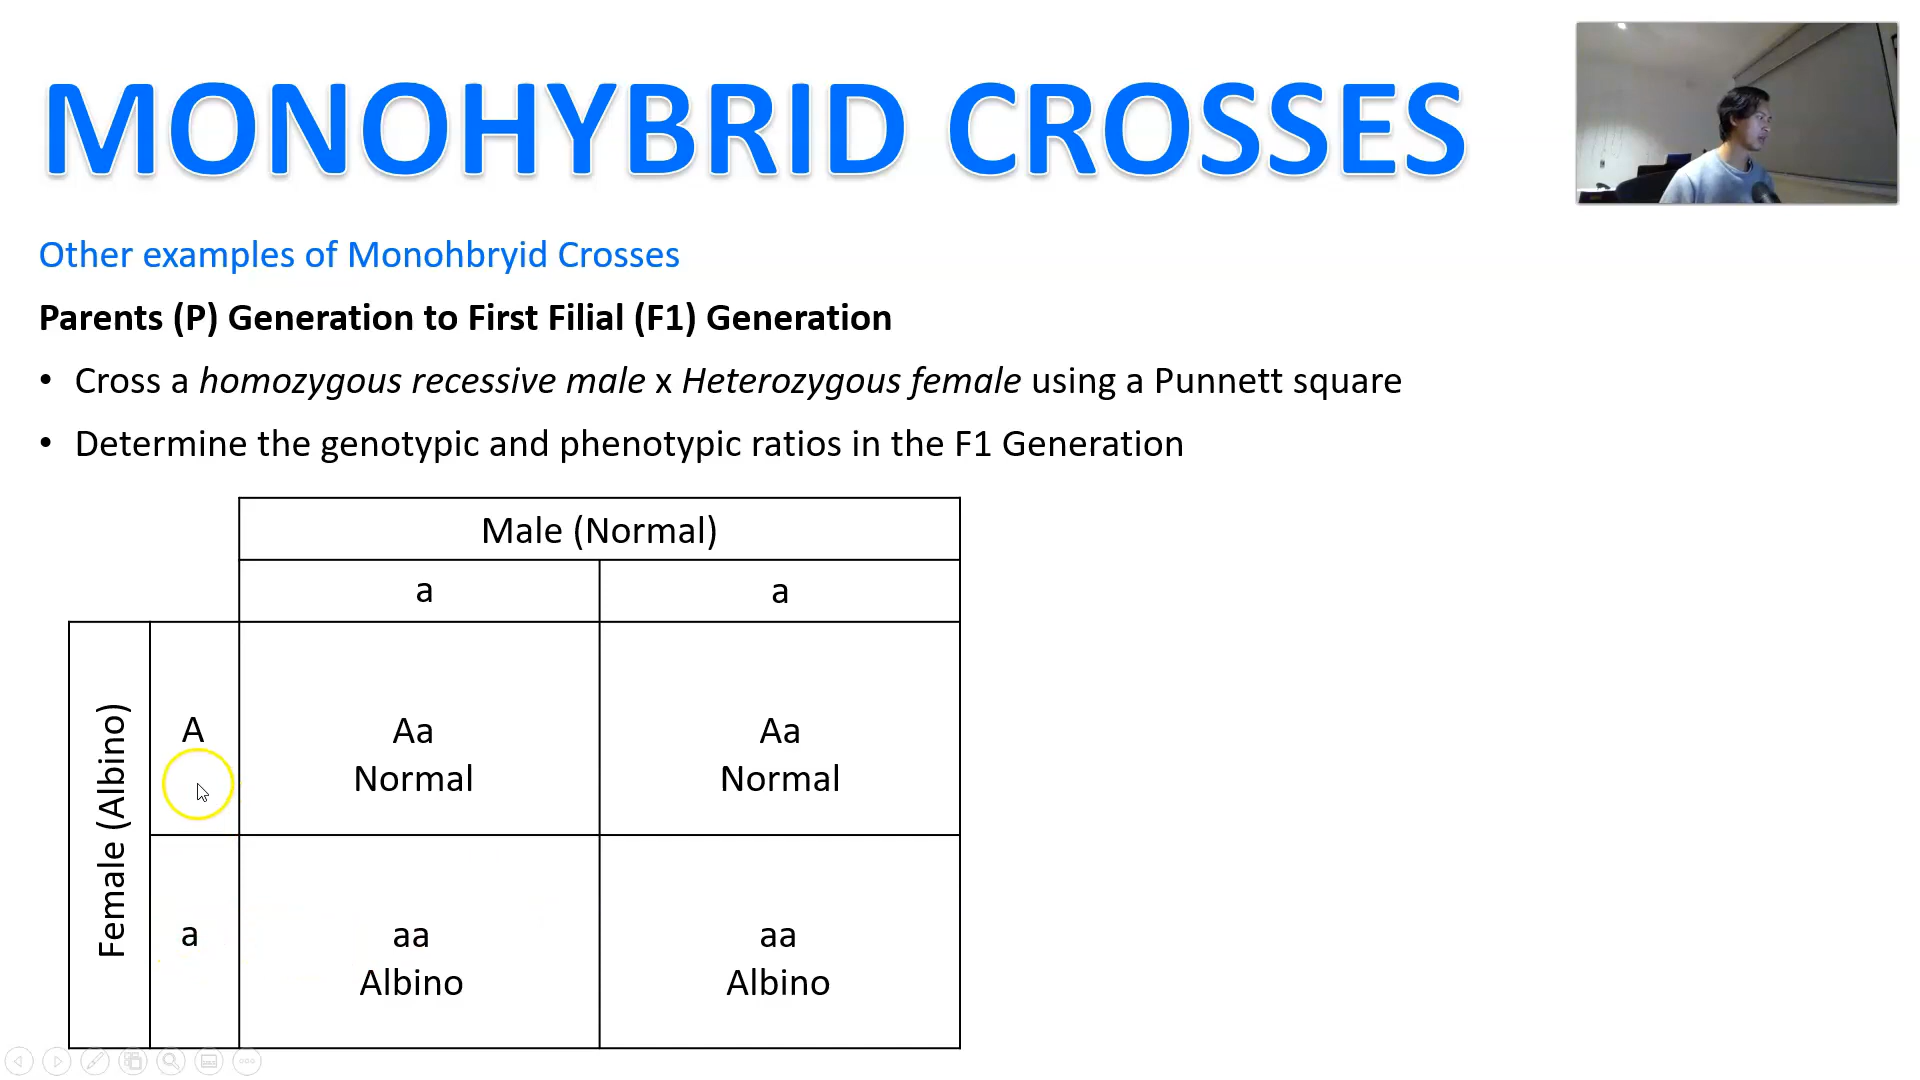 MONOHYBRID CROSSES
Other examples of Monohbryid Crosses
Parents (P) Generation to First Filial (F1) Generation
• Cross a homozygous recessive male x Heterozygous female using a Punnett square
• Determine the genotypic and phenotypic ratios in the F1 Generation
Male (Normal)
a a
Female (Albino)
A
Aa Aa
Normal Normal
a
aa aa
Albino Albino